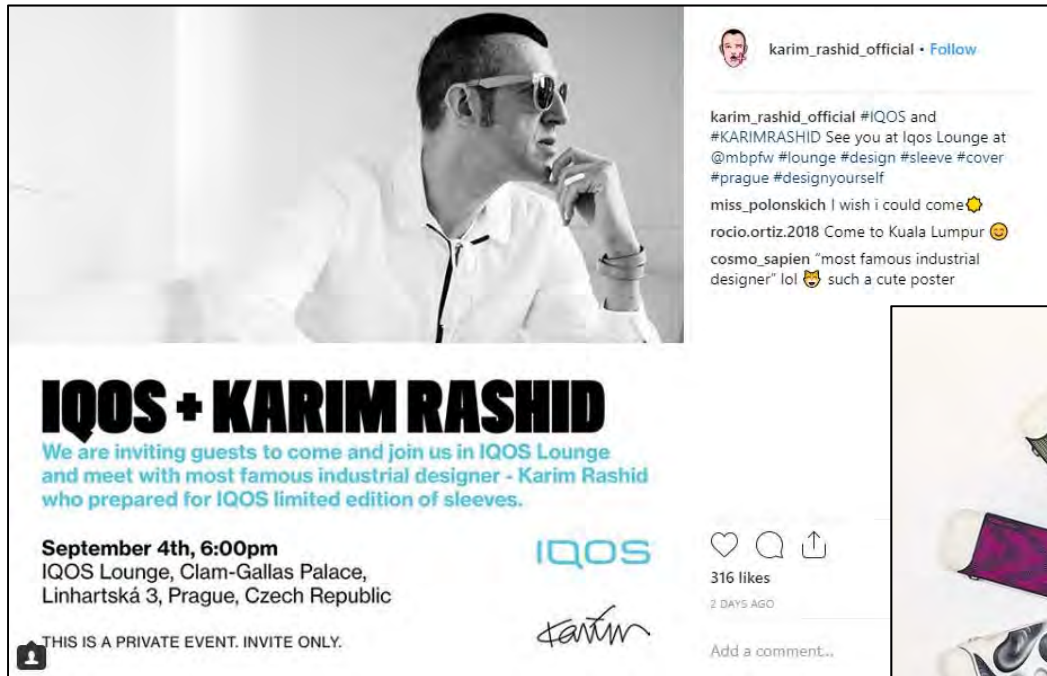 IQOS + KARIM RASHID
We are inviting guests to come and join us in IQOS Lounge
and meet with most famous industrial designer - Karim Rashid
who prepared for IQOS limited edition of sleeves.
September 4th, 6:00pm
IQOS Lounge, Clam-Gallas Palace,
Linhartská 3, Prague, Czech Republic
THIS IS A PRIVATE EVENT. INVITE ONLY.
IQOS
Karim
karim_rashid_official • Follow
karim_rashid_official #IQOS and
#KARIMRASHID See you at Iqos Lounge at
@mbpfw #lounge #design #sleeve #cover
#prague #designyourself
miss_polonskich I wish i could come
rocio.ortiz.2018 Come to Kuala Lumpur 😊
cosmo_sapien “most famous industrial
designer” lol 😹 such a cute poster
316 likes
2 DAYS AGO
Add a comment...